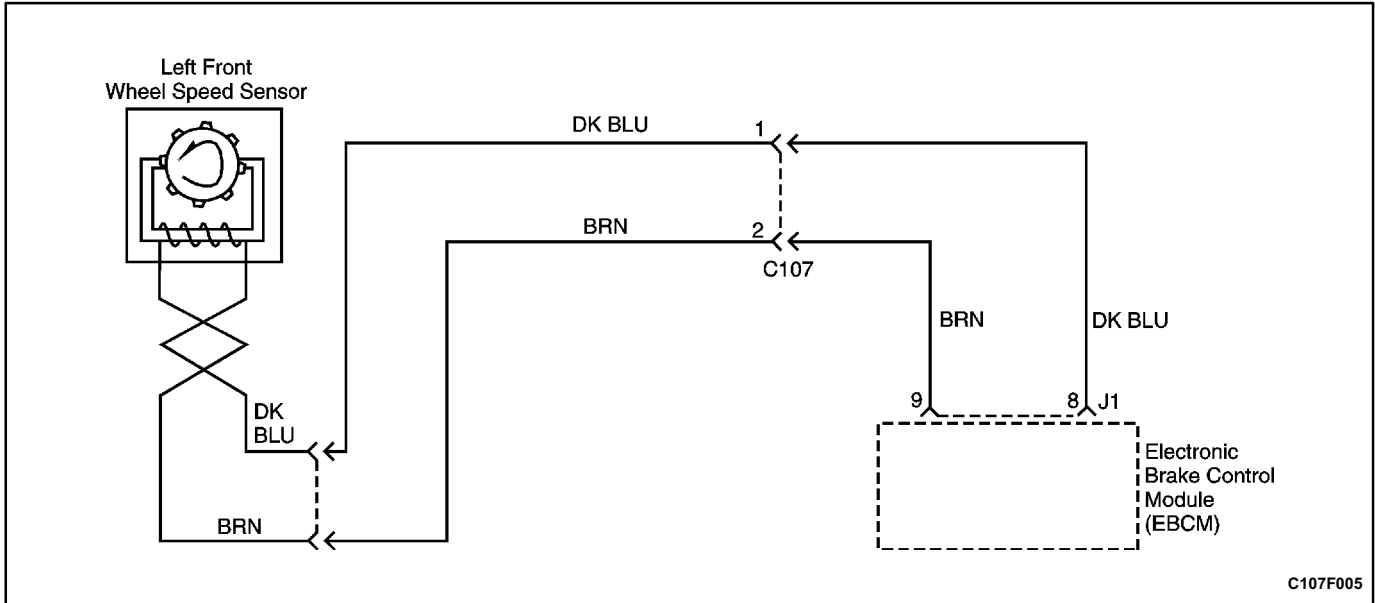 Left Front
Wheel Speed Sensor
DK BLU
1
BRN
2
C107
BRN
DK BLU
9
8
J1
DK
BLU
BRN
Electronic
Brake Control
Module
(EBCM)
C107F005